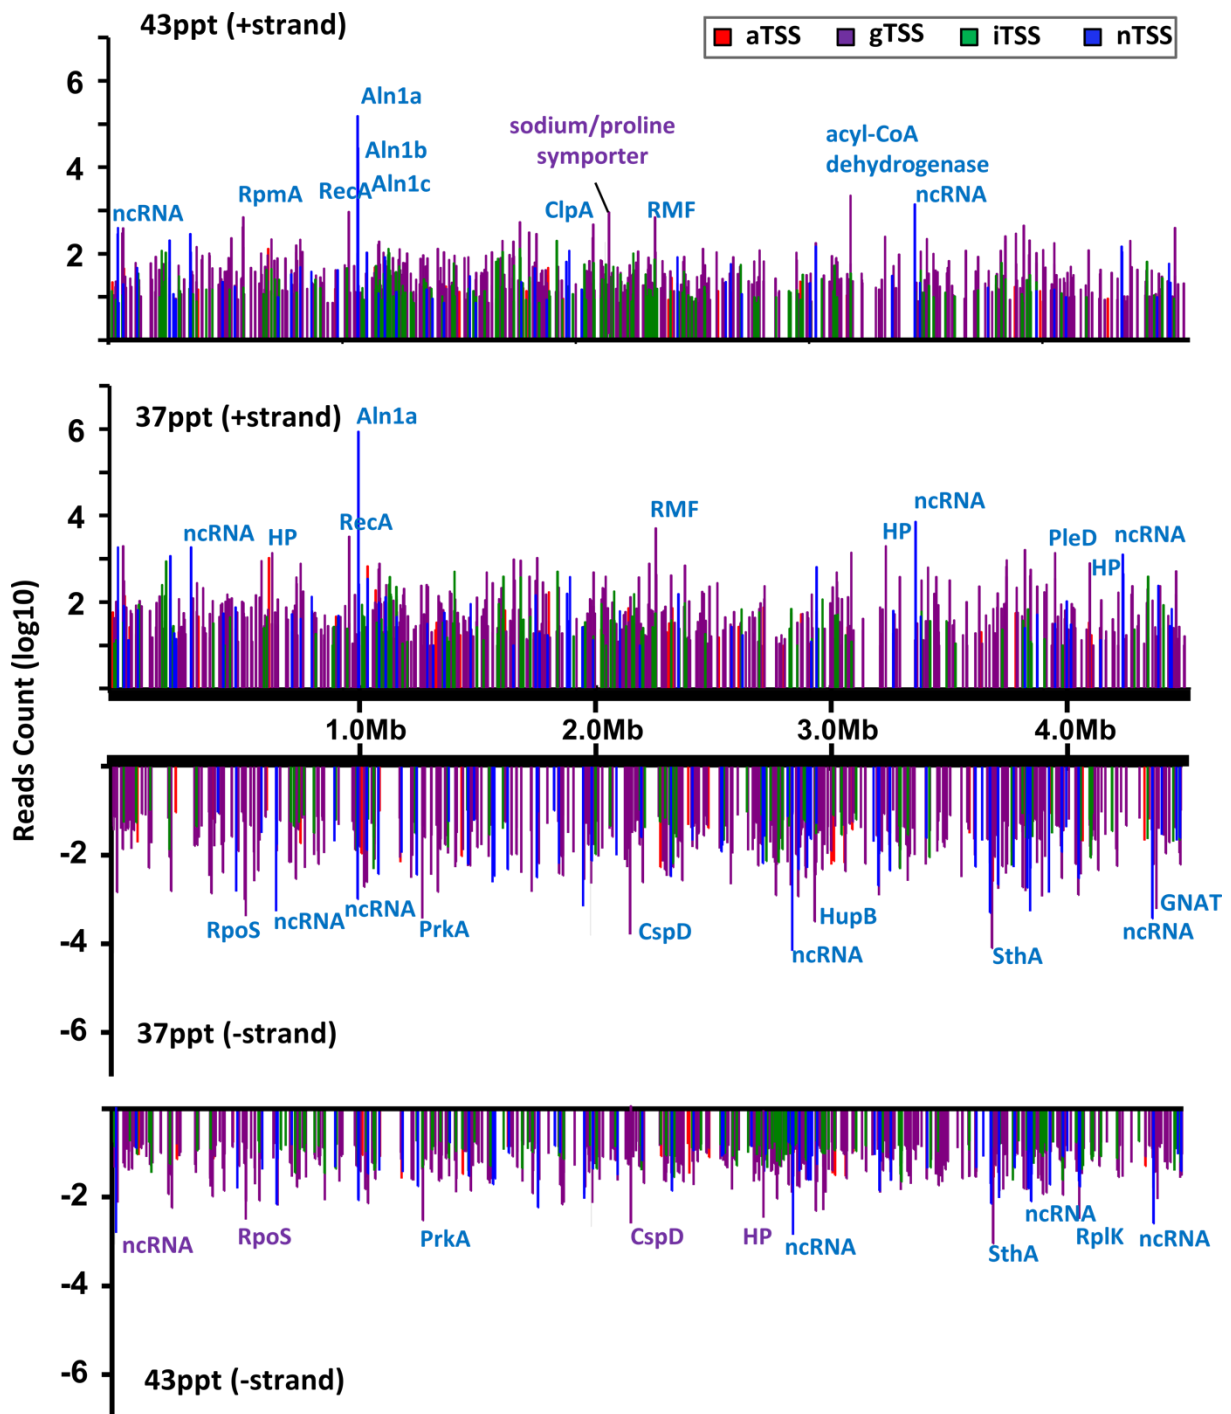 43ppt (+strand)
aTSS gTSS iTSS nTSS
6
4
2
Aln1a
Aln1b
Aln1c
sodium/proline
symporter
acyl-CoA
dehydrogenase
ncRNA
ncRNA
RpmA
RecA
ClpA
RMF
37ppt (+strand)
6
4
2
Aln1a
ncRNA
HP
RecA
RMF
HP
ncRNA
PleD
HP
ncRNA
Reads Count (log10)
1.0Mb 2.0Mb 3.0Mb 4.0Mb
-2
-4
-6
RpoS
ncRNA
ncRNA
PrkA
CspD
HupB
ncRNA
SthA
GNAT
ncRNA
37ppt (-strand)
-2
-4
-6
ncRNA
RpoS
PrkA
CspD
HP
ncRNA
SthA
ncRNA
RplK
ncRNA
43ppt (-strand)